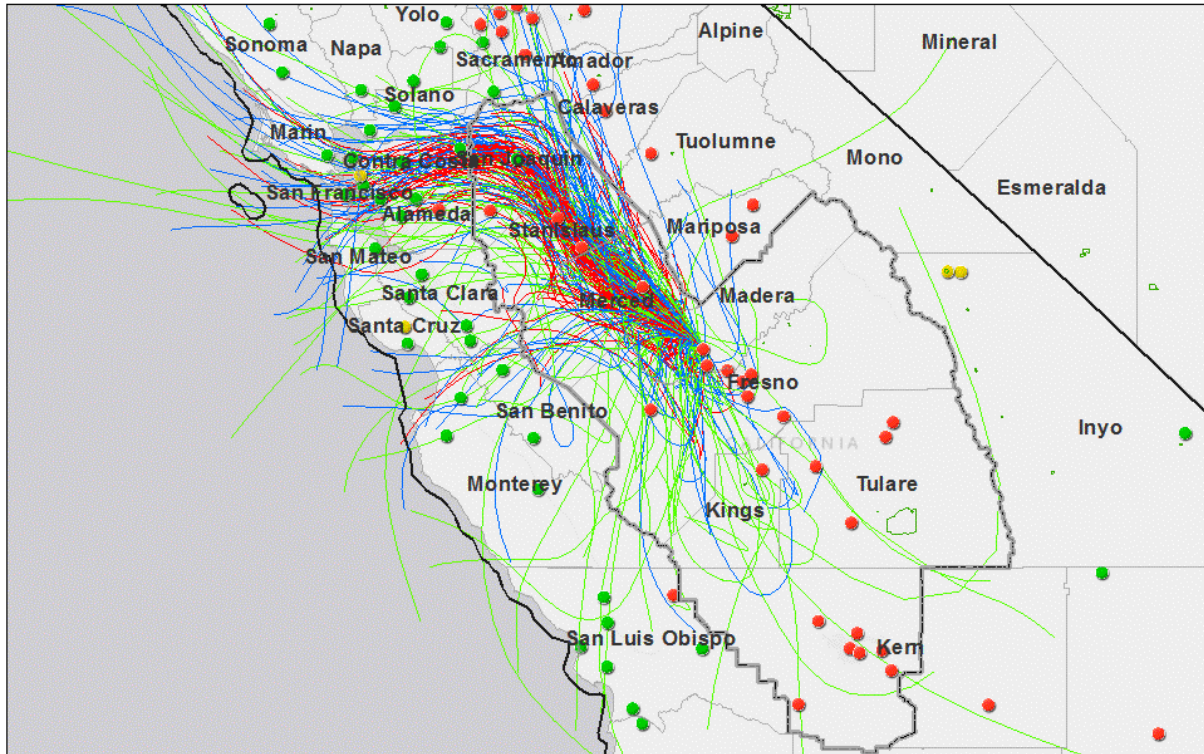 Yolo
Sonoma
Napa
Alpine
Mineral
Sacramento
Amador
Solano
Calaveras
Marin
Tuolumne
Contra Costa
San Joaquin
Mono
San Francisco
Esmeralda
Alameda
Stanislaus
Mariposa
San Mateo
Santa Clara
Merced
Madera
Santa Cruz
Fresno
San Benito
CALIFORNIA
Inyo
Monterey
Tulare
Kings
San Luis Obispo
Kern